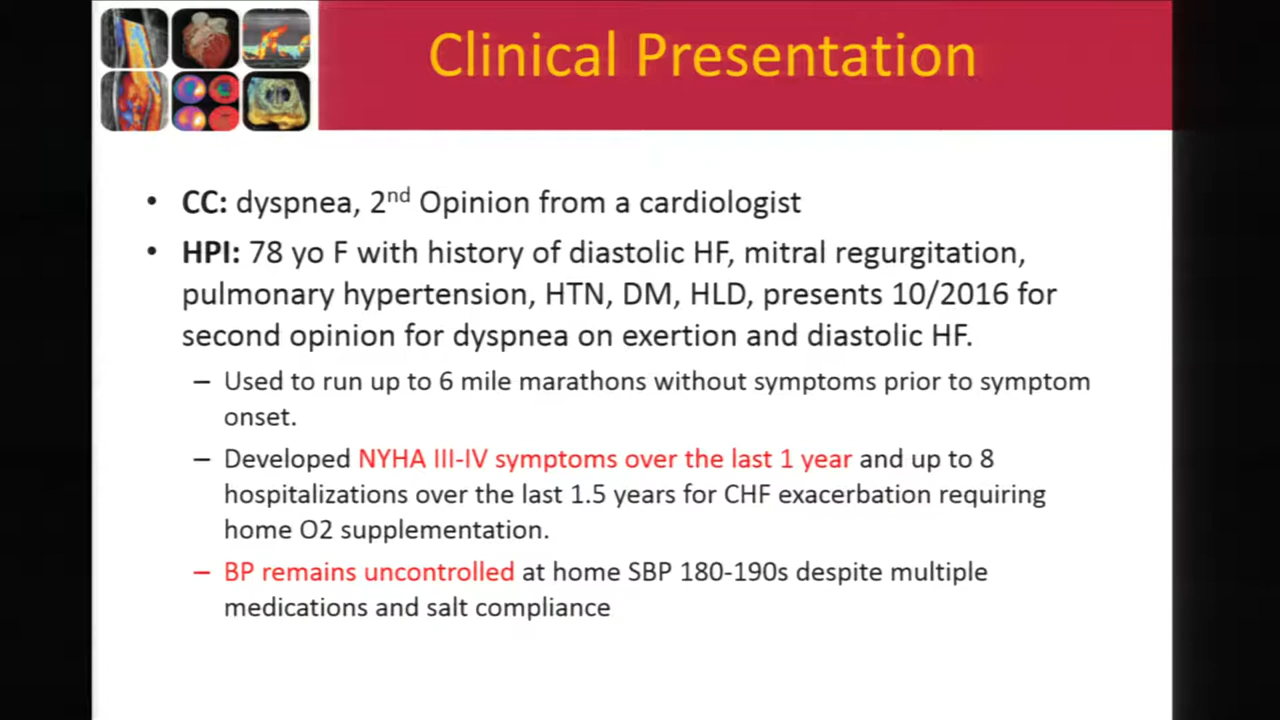 Clinical Presentation
• CC: dyspnea, 2nd Opinion from a cardiologist
• HPI: 78 yo F with history of diastolic HF, mitral regurgitation,
pulmonary hypertension, HTN, DM, HLD, presents 10/2016 for
second opinion for dyspnea on exertion and diastolic HF.
– Used to run up to 6 mile marathons without symptoms prior to symptom
onset.
– Developed NYHA III-IV symptoms over the last 1 year and up to 8
hospitalizations over the last 1.5 years for CHF exacerbation requiring
home O2 supplementation.
– BP remains uncontrolled at home SBP 180-190s despite multiple
medications and salt compliance